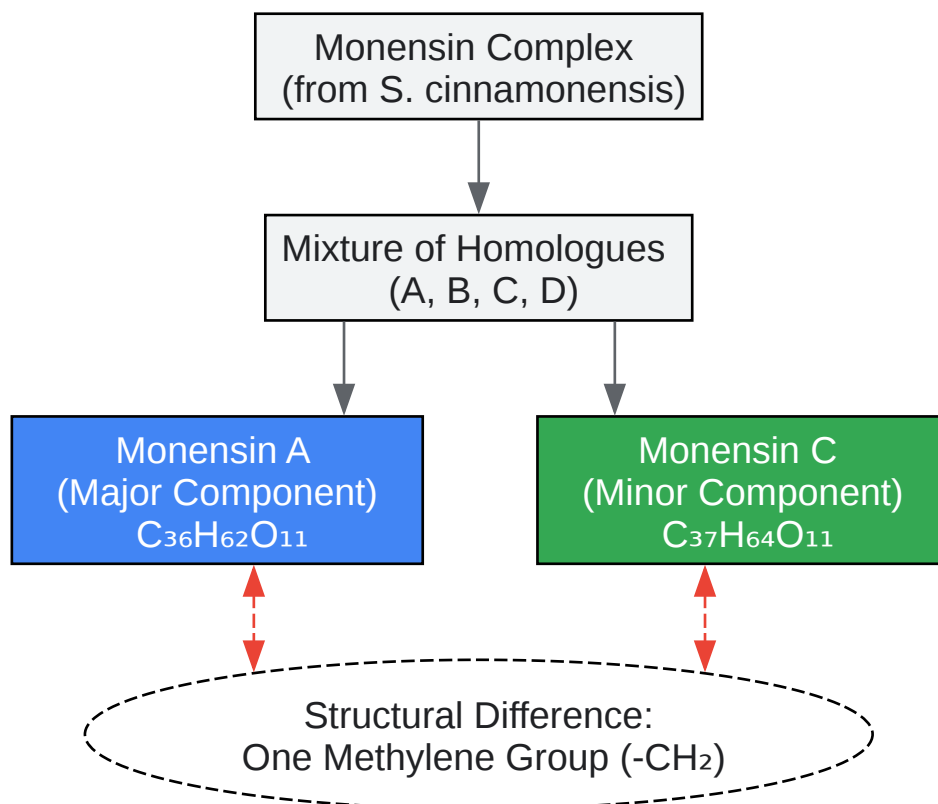 Monensin Complex
(from S. cinnamonensis)
Mixture of Homologues
(A, B, C, D)
Monensin A
(Major Component)
C₃₆H₆₂O₁₁
Monensin C
(Minor Component)
C₃₇H₆₄O₁₁
Structural Difference:
One Methylene Group (-CH₂)